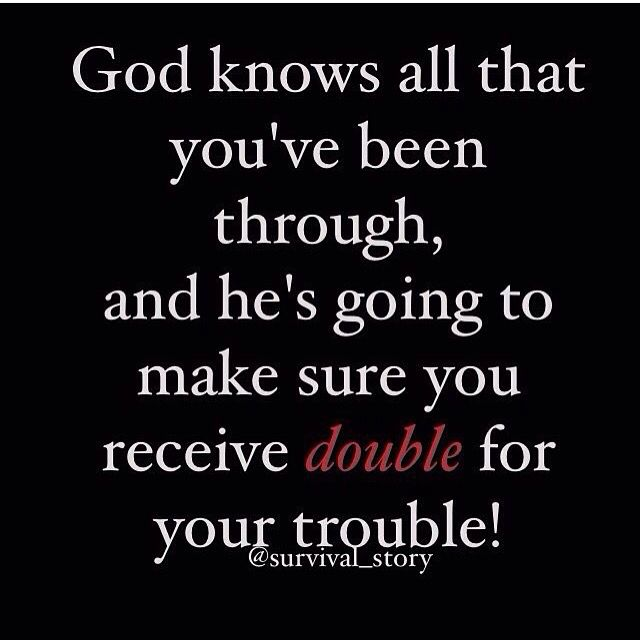 God knows all that
you've been
through,
and he's going to
make sure you
receive double for
your trouble!
@survival_story